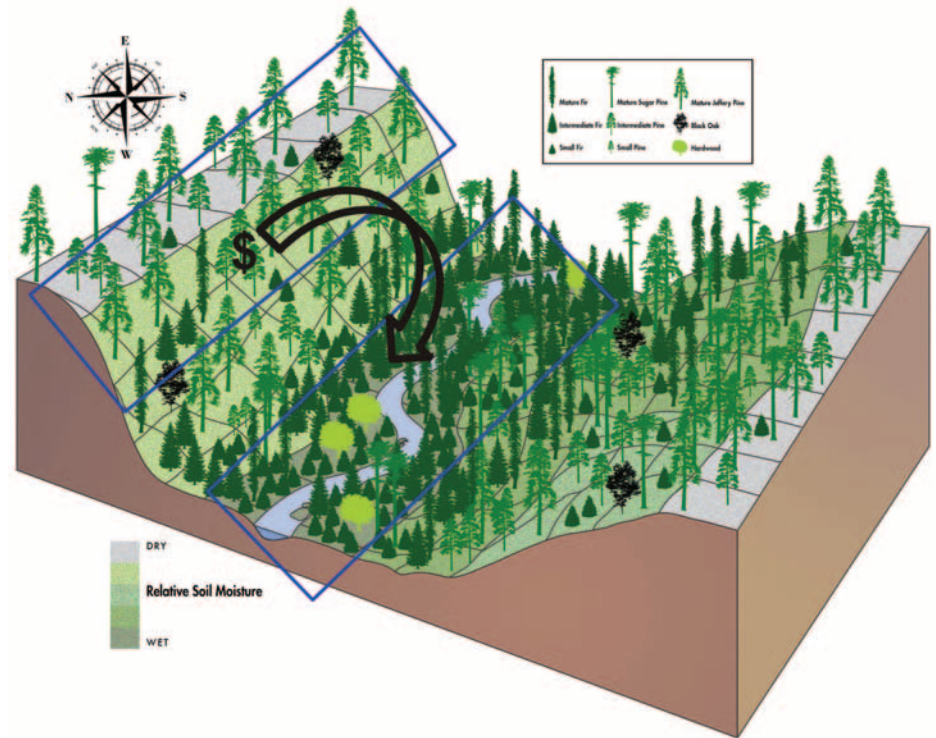 E
N S
W
Mature Fir Mature Sugar Pine Mature Jeffery Pine
Intermediate Fir Intermediate Pine Black Oak
Small Fir Small Pine Hardwood
$
DRY
Relative Soil Moisture
WET